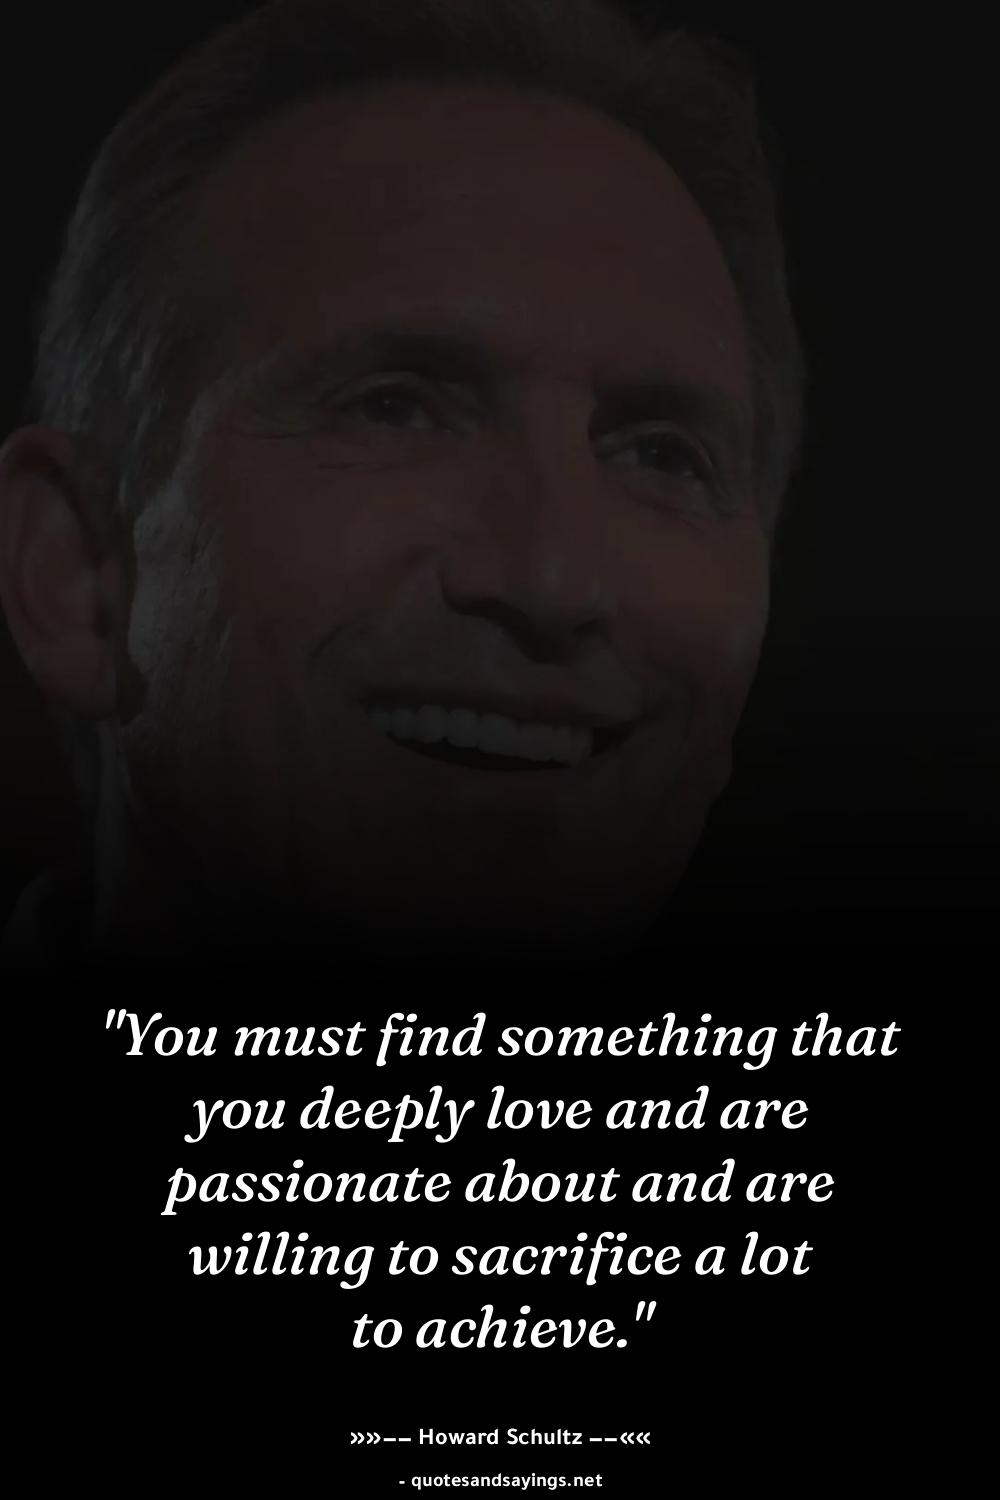 "You must find something that
you deeply love and are
passionate about and are
willing to sacrifice a lot
to achieve."
»»–– Howard Schultz ––««
- quotesandsayings.net